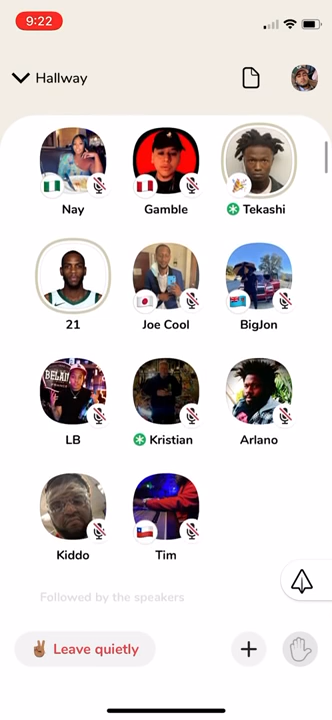 9:22
Hallway
Nay
Gamble
Tekashi
21
Joe Cool
BigJon
BELAI
LB
Kristian
Arlano
Kiddo
Tim
Followed by the speakers
Leave quietly